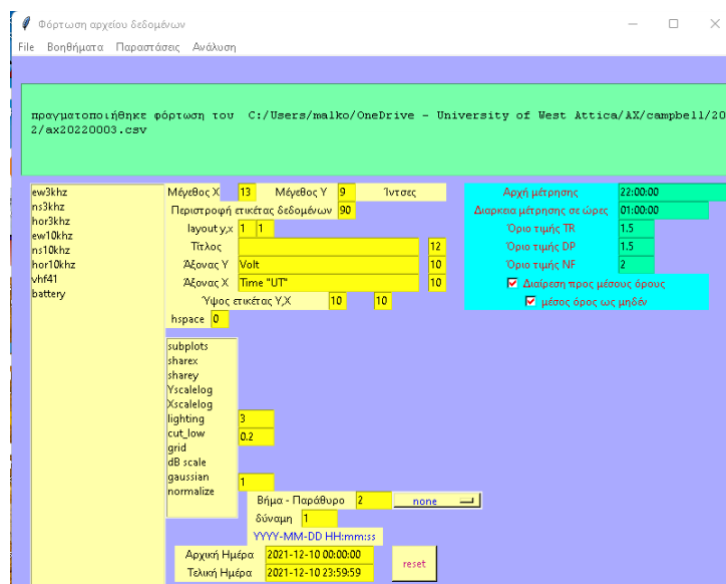 Φόρτωση αρχείου δεδομένων
File Βοηθήματα Παραστάσεις Ανάλυση
πραγματοποιήθηκε φόρτωση του C:/Users/malko/OneDrive - University of West Attica/AX/campbell/20
2/ax20220003.csv
ew3khz
ns3khz
hor3khz
ew10khz
ns10khz
hor10khz
vhf41
battery
Μέγεθος X 13 Μέγεθος Y 9 Ίντσες
Περιστροφή ετικέτας δεδομένων 90
layout y,x 1 1
Τίτλος 12
Άξονας Y Volt 10
Άξονας X Time "UT" 10
Ύψος ετικέτας Y,X 10 10
hspace 0
subplots
sharex
sharey
Yscalelog
Xscalelog
lighting 3
cut_low 0.2
grid
dB scale
gaussian 1
normalize
Βήμα - Παράθυρο 2 none
δύναμη 1
YYYY-MM-DD HH:mm:ss
Αρχική Ημέρα 2021-12-10 00:00:00
Τελική Ημέρα 2021-12-10 23:59:59
reset
Αρχή μέτρησης 22:00:00
Διαρκεια μέτρησης σε ώρες 01:00:00
Όριο τιμής TR 1.5
Όριο τιμής DP 1.5
Όριο τιμής NF 2
Διαίρεση προς μέσους όρους
μέσος όρος ως μηδέν